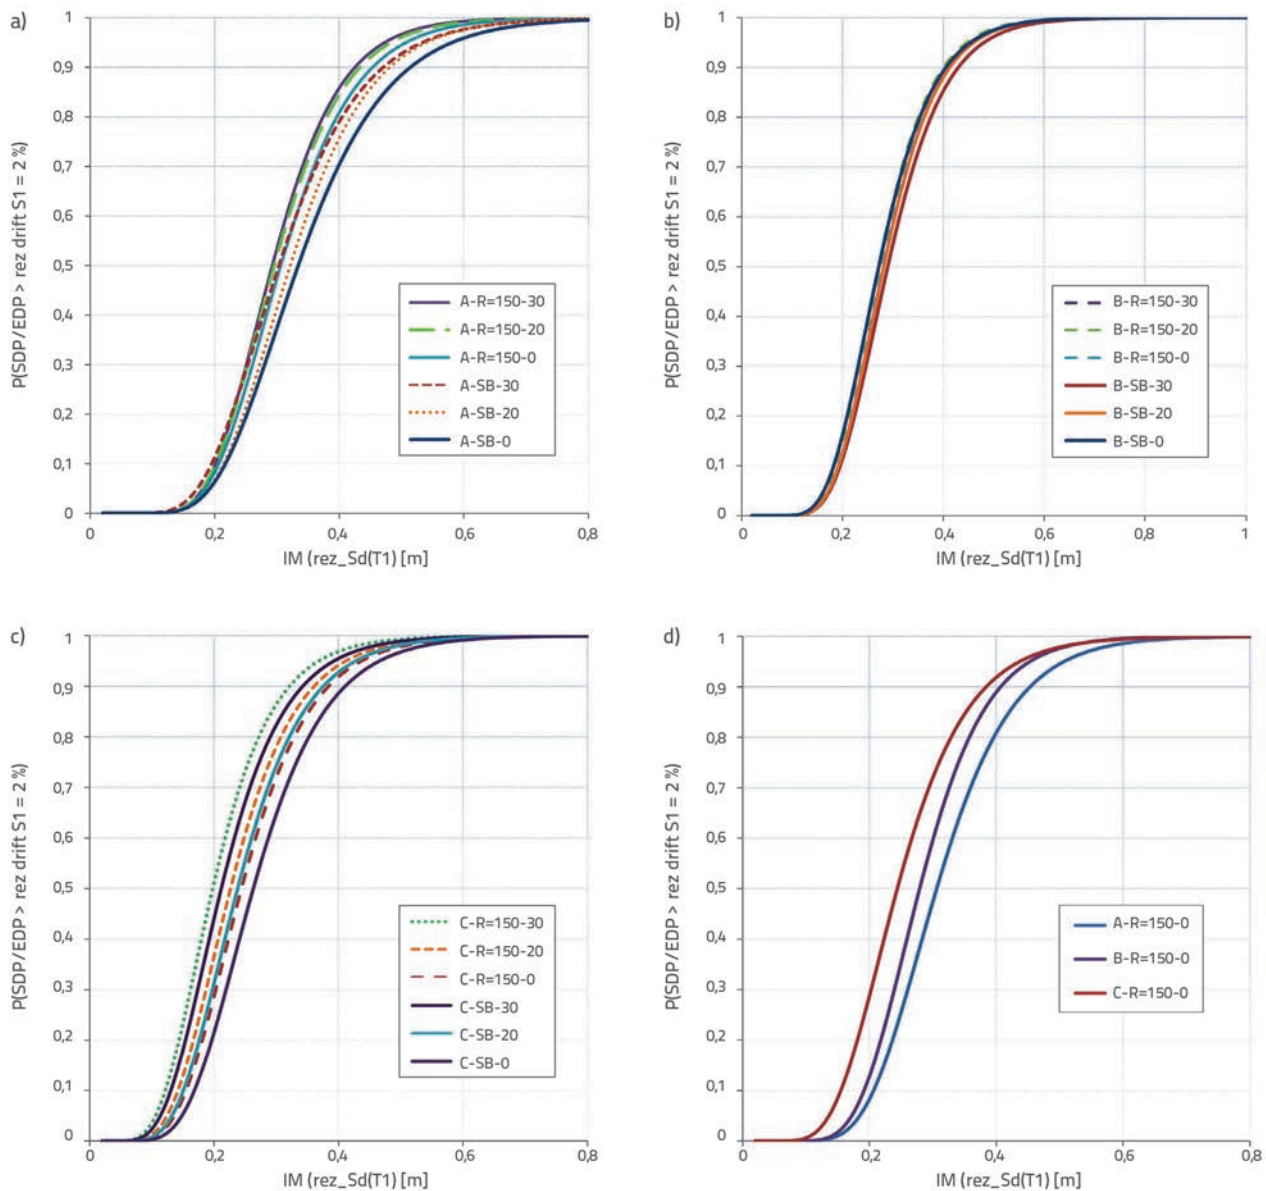 a)
P(SDP/EDP > rez drift S1 = 2 %)
1
0,9
0,8
0,7
0,6
0,5
0,4
0,3
0,2
0,1
0
0 0,2 0,4 0,6 0,8
IM (rez_Sd(T1) [m]
A-R=150-30
A-R=150-20
A-R=150-0
A-SB-30
A-SB-20
A-SB-0
b)
P(SDP/EDP > rez drift S1 = 2 %)
1
0,9
0,8
0,7
0,6
0,5
0,4
0,3
0,2
0,1
0
0 0,2 0,4 0,6 0,8 1
IM (rez_Sd(T1) [m]
B-R=150-30
B-R=150-20
B-R=150-0
B-SB-30
B-SB-20
B-SB-0
c)
P(SDP/EDP > rez drift S1 = 2 %)
1
0,9
0,8
0,7
0,6
0,5
0,4
0,3
0,2
0,1
0
0 0,2 0,4 0,6 0,8
IM (rez_Sd(T1) [m]
C-R=150-30
C-R=150-20
C-R=150-0
C-SB-30
C-SB-20
C-SB-0
d)
P(SDP/EDP > rez drift S1 = 2 %)
1
0,9
0,8
0,7
0,6
0,5
0,4
0,3
0,2
0,1
0
0 0,2 0,4 0,6 0,8
IM (rez_Sd(T1) [m]
A-R=150-0
B-R=150-0
C-R=150-0